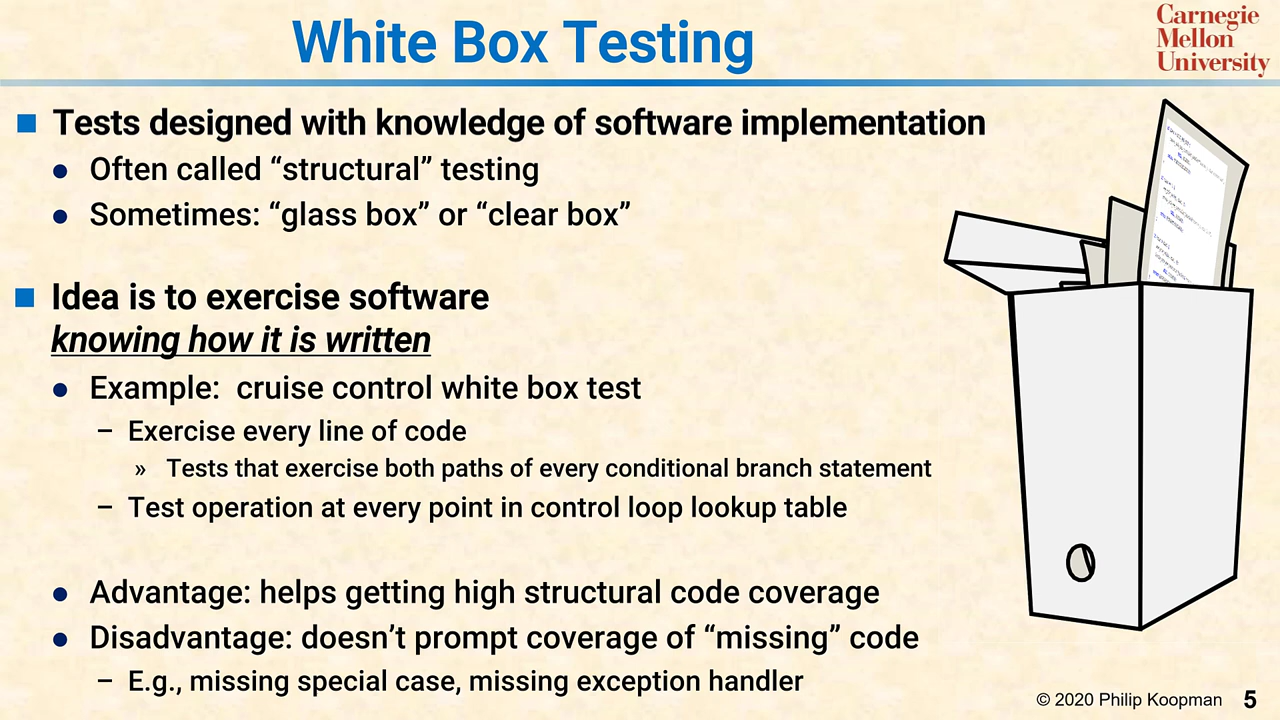 White Box Testing
Carnegie
Mellon
University
■ Tests designed with knowledge of software implementation
● Often called “structural” testing
● Sometimes: “glass box” or “clear box”
■ Idea is to exercise software
knowing how it is written
● Example: cruise control white box test
– Exercise every line of code
» Tests that exercise both paths of every conditional branch statement
– Test operation at every point in control loop lookup table
● Advantage: helps getting high structural code coverage
● Disadvantage: doesn’t prompt coverage of “missing” code
– E.g., missing special case, missing exception handler
© 2020 Philip Koopman 5